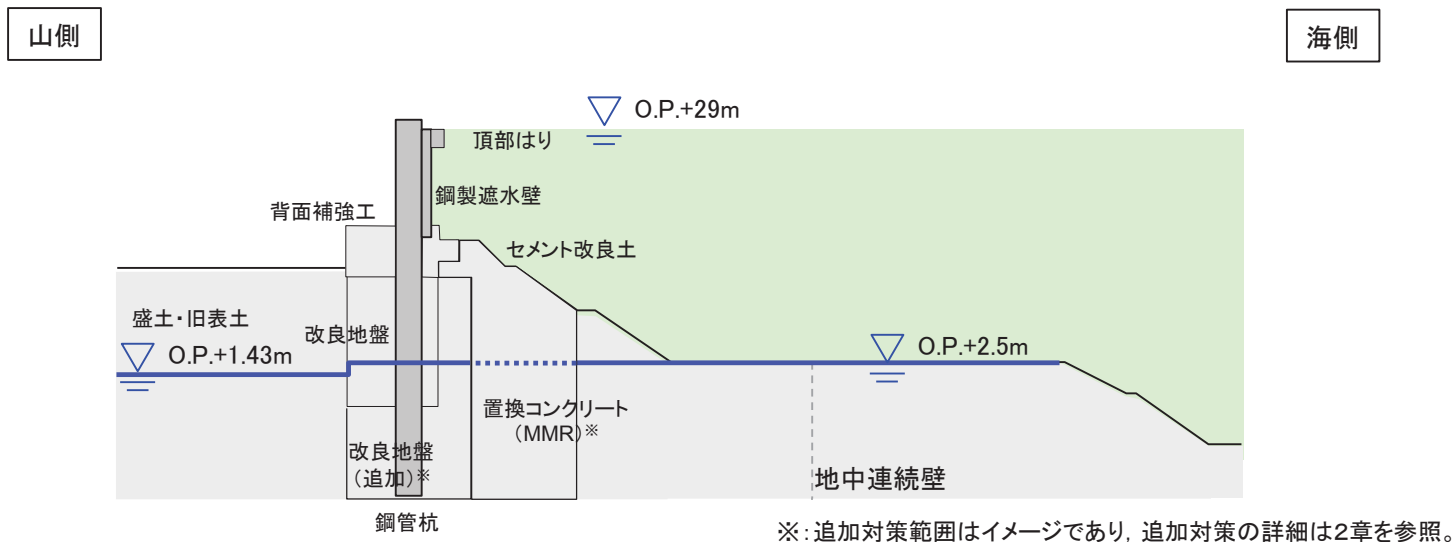 山側
海側
O.P.+29m
頂部はり
鋼製遮水壁
背面補強工
セメント改良土
盛土・旧表土
改良地盤
O.P.+1.43m
O.P.+2.5m
置換コンクリート
(MMR)※
改良地盤
(追加)※
地中連続壁
鋼管杭
※：追加対策範囲はイメージであり，追加対策の詳細は２章を参照。